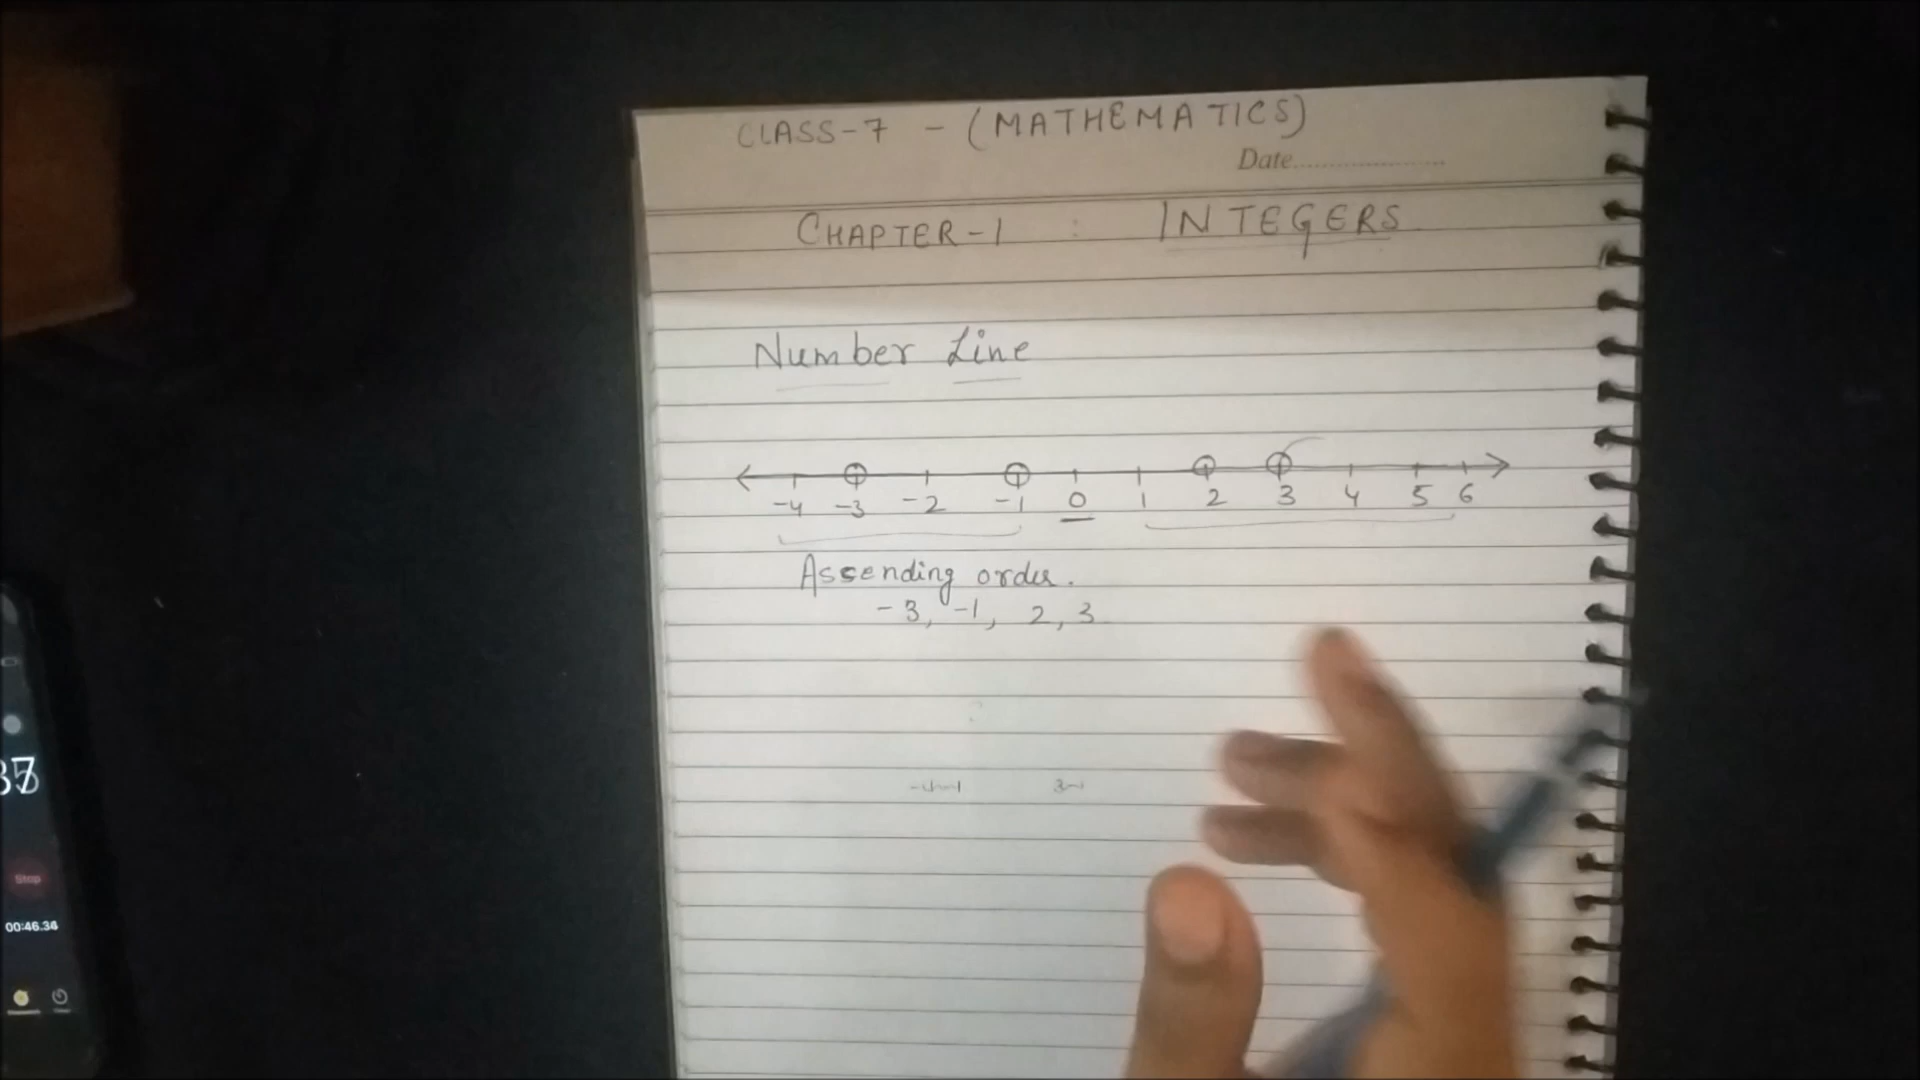 CLASS-7 - (MATHEMATICS)
Date......................
CHAPTER-1 : INTEGERS
Number Line
-4 -3 -2 -1 0 1 2 3 4 5 6
Assending order.
-3, -1, 2, 3
Stop
00:46.34